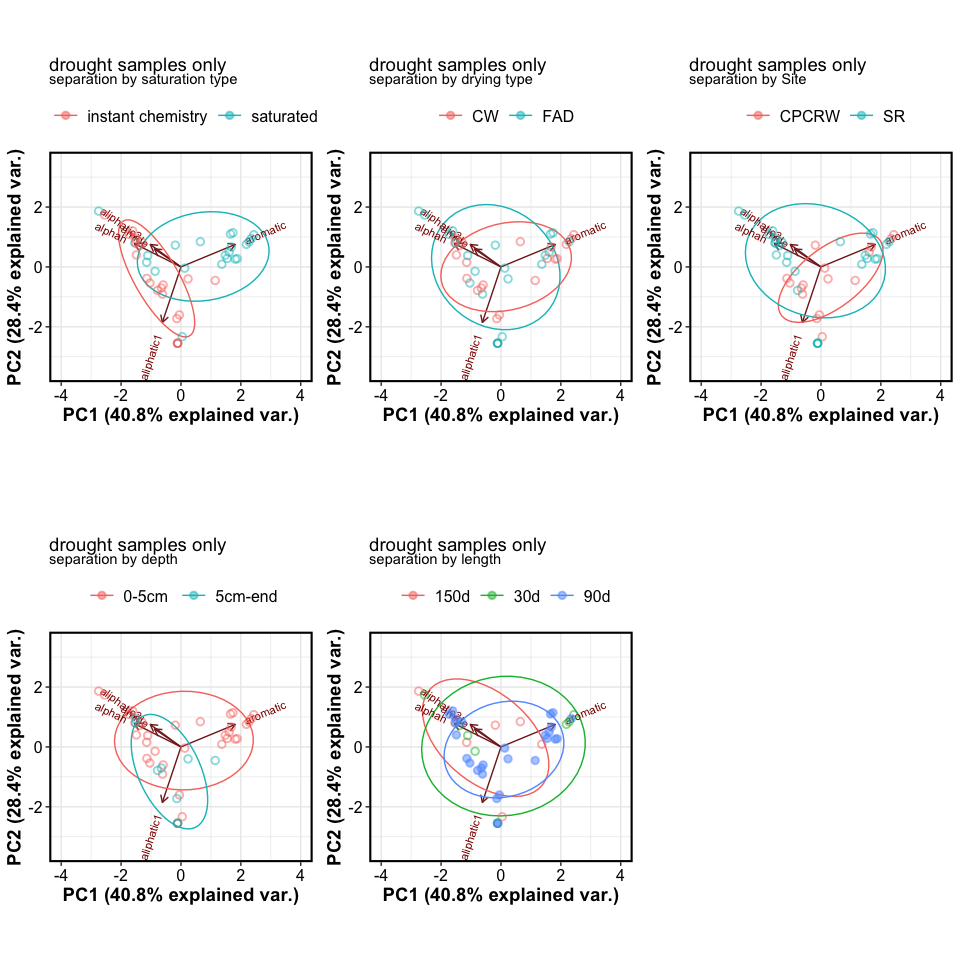 drought samples only
separation by saturation type
instant chemistry
saturated
PC2 (28.4% explained var.)
2
0
-2
aromatic
aliphatic1
-4 -2 0 2 4
PC1 (40.8% explained var.)
drought samples only
separation by drying type
CW
FAD
PC2 (28.4% explained var.)
2
0
-2
aromatic
aliphatic1
-4 -2 0 2 4
PC1 (40.8% explained var.)
drought samples only
separation by Site
CPCRW
SR
PC2 (28.4% explained var.)
2
0
-2
aromatic
aliphatic1
-4 -2 0 2 4
PC1 (40.8% explained var.)
drought samples only
separation by depth
0-5cm
5cm-end
PC2 (28.4% explained var.)
2
0
-2
aromatic
aliphatic1
-4 -2 0 2 4
PC1 (40.8% explained var.)
drought samples only
separation by length
150d
30d
90d
PC2 (28.4% explained var.)
2
0
-2
aromatic
aliphatic1
-4 -2 0 2 4
PC1 (40.8% explained var.)